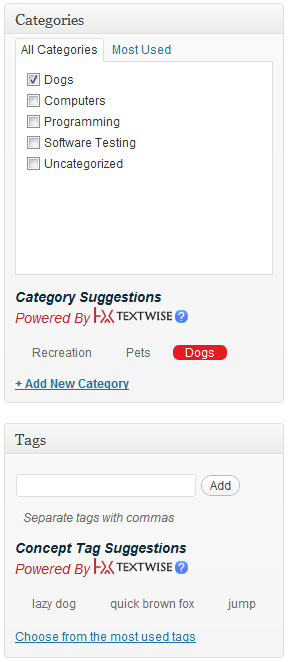 Categories
All Categories Most Used
Dogs
Computers
Programming
Software Testing
Uncategorized
Category Suggestions
Powered By TEXTWISE ?
Recreation Pets Dogs
+ Add New Category
Tags
Add
Separate tags with commas
Concept Tag Suggestions
Powered By TEXTWISE ?
lazy dog quick brown fox jump
Choose from the most used tags